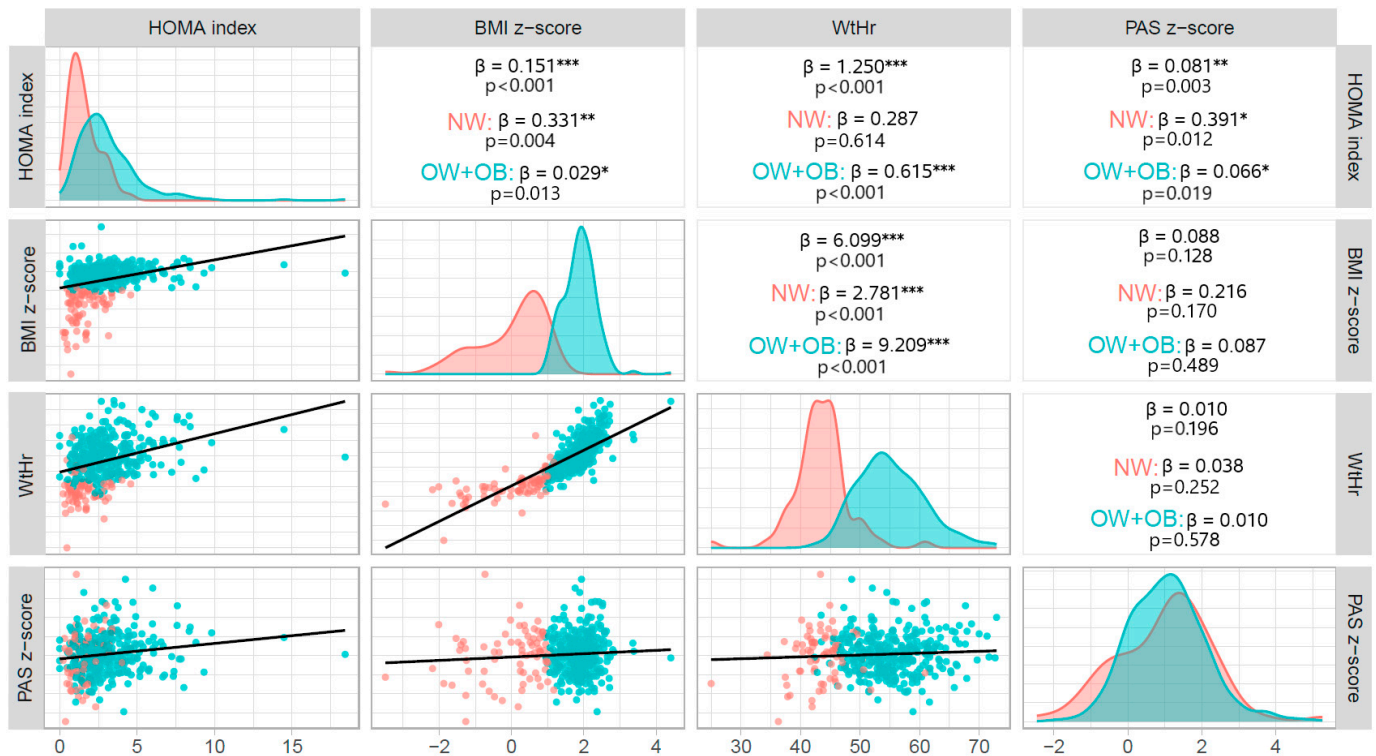 HOMA index BMI z-score WtHr PAS z-score
HOMA index
β = 0.151***
p<0.001
NW: β = 0.331**
p=0.004
OW+OB: β = 0.029*
p=0.013
β = 1.250***
p<0.001
NW: β = 0.287
p=0.614
OW+OB: β = 0.615***
p<0.001
β = 0.081**
p=0.003
NW: β = 0.391*
p=0.012
OW+OB: β = 0.066*
p=0.019
HOMA index
BMI z-score
β = 6.099***
p<0.001
NW: β = 2.781***
p<0.001
OW+OB: β = 9.209***
p<0.001
β = 0.088
p=0.128
NW: β = 0.216
p=0.170
OW+OB: β = 0.087
p=0.489
BMI z-score
WtHr
β = 0.010
p=0.196
NW: β = 0.038
p=0.252
OW+OB: β = 0.010
p=0.578
WtHr
PAS z-score
PAS z-score
0 5 10 15 −2 0 2 4 30 40 50 60 70 −2 0 2 4